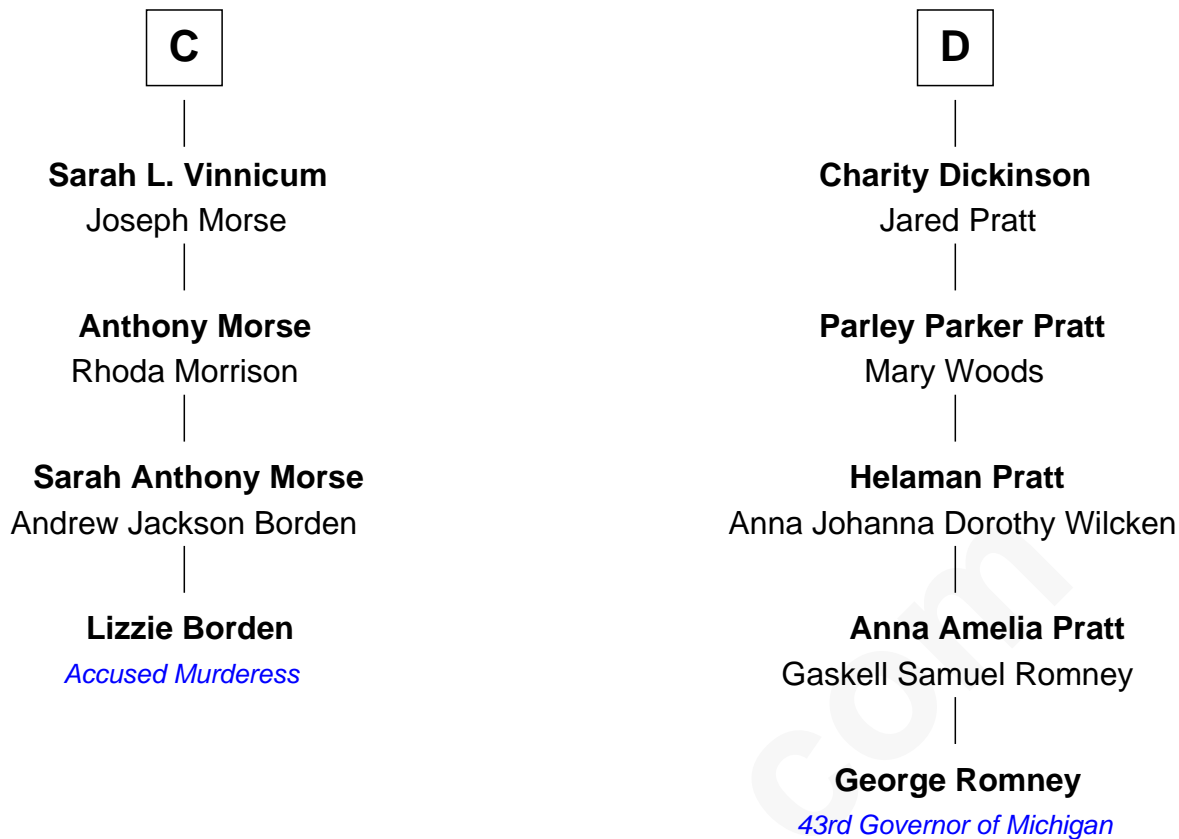 C
Sarah L. Vinnicum
Joseph Morse
Anthony Morse
Rhoda Morrison
Sarah Anthony Morse
Andrew Jackson Borden
Lizzie Borden
Accused Murderess
D
Charity Dickinson
Jared Pratt
Parley Parker Pratt
Mary Woods
Helaman Pratt
Anna Johanna Dorothy Wilcken
Anna Amelia Pratt
Gaskell Samuel Romney
George Romney
43rd Governor of Michigan
com